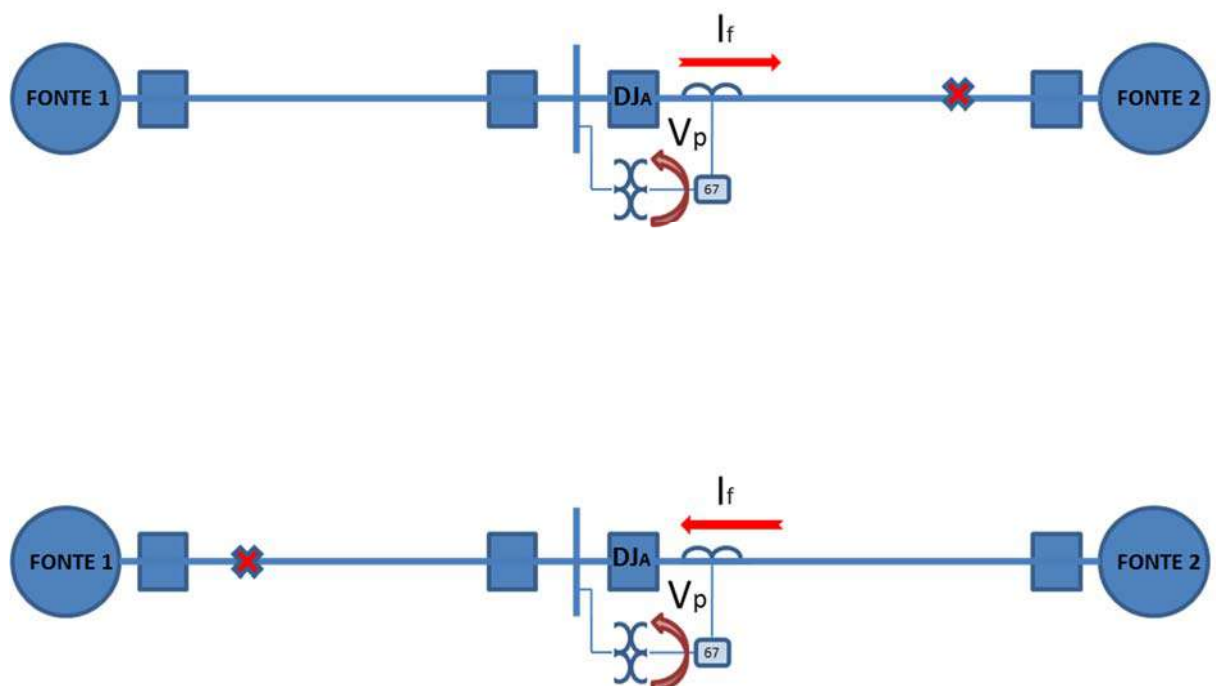 If
FONTE 1
DJA
FONTE 2
Vp
67
If
FONTE 1
DJA
FONTE 2
Vp
67